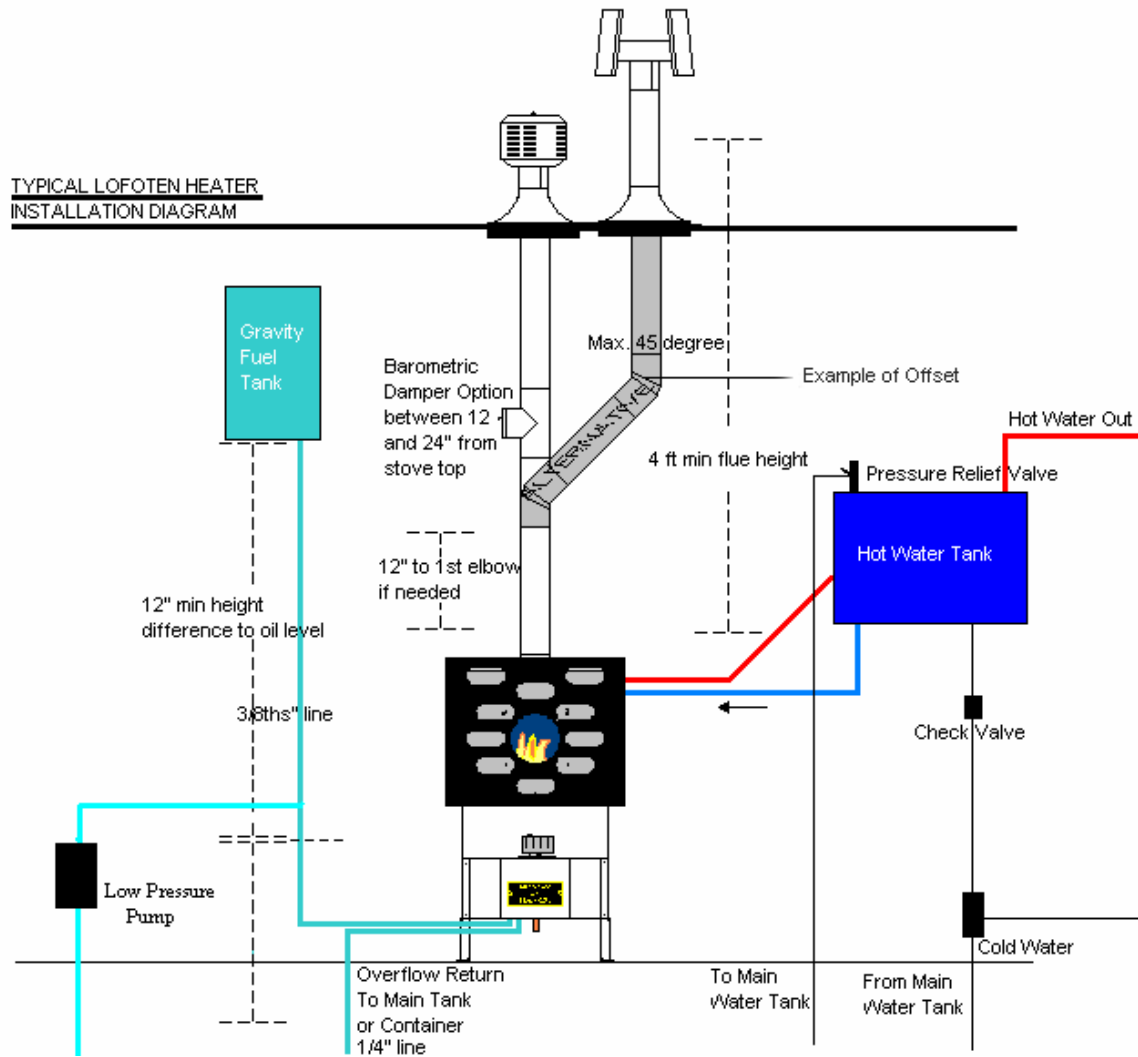 TYPICAL LOFOTEN HEATER
INSTALLATION DIAGRAM
Gravity
Fuel
Tank
Barometric
Damper Option
between 12
and 24" from
stove top
Max. 45 degree
Example of Offset
Hot Water Out
4 ft min flue height
Pressure Relief Valve
Hot Water Tank
12" to 1st elbow
if needed
12" min height
difference to oil level
3/8ths" line
Check Valve
Low Pressure
Pump
Cold Water
Overflow Return
To Main Tank
or Container
1/4" line
To Main
Water Tank
From Main
Water Tank